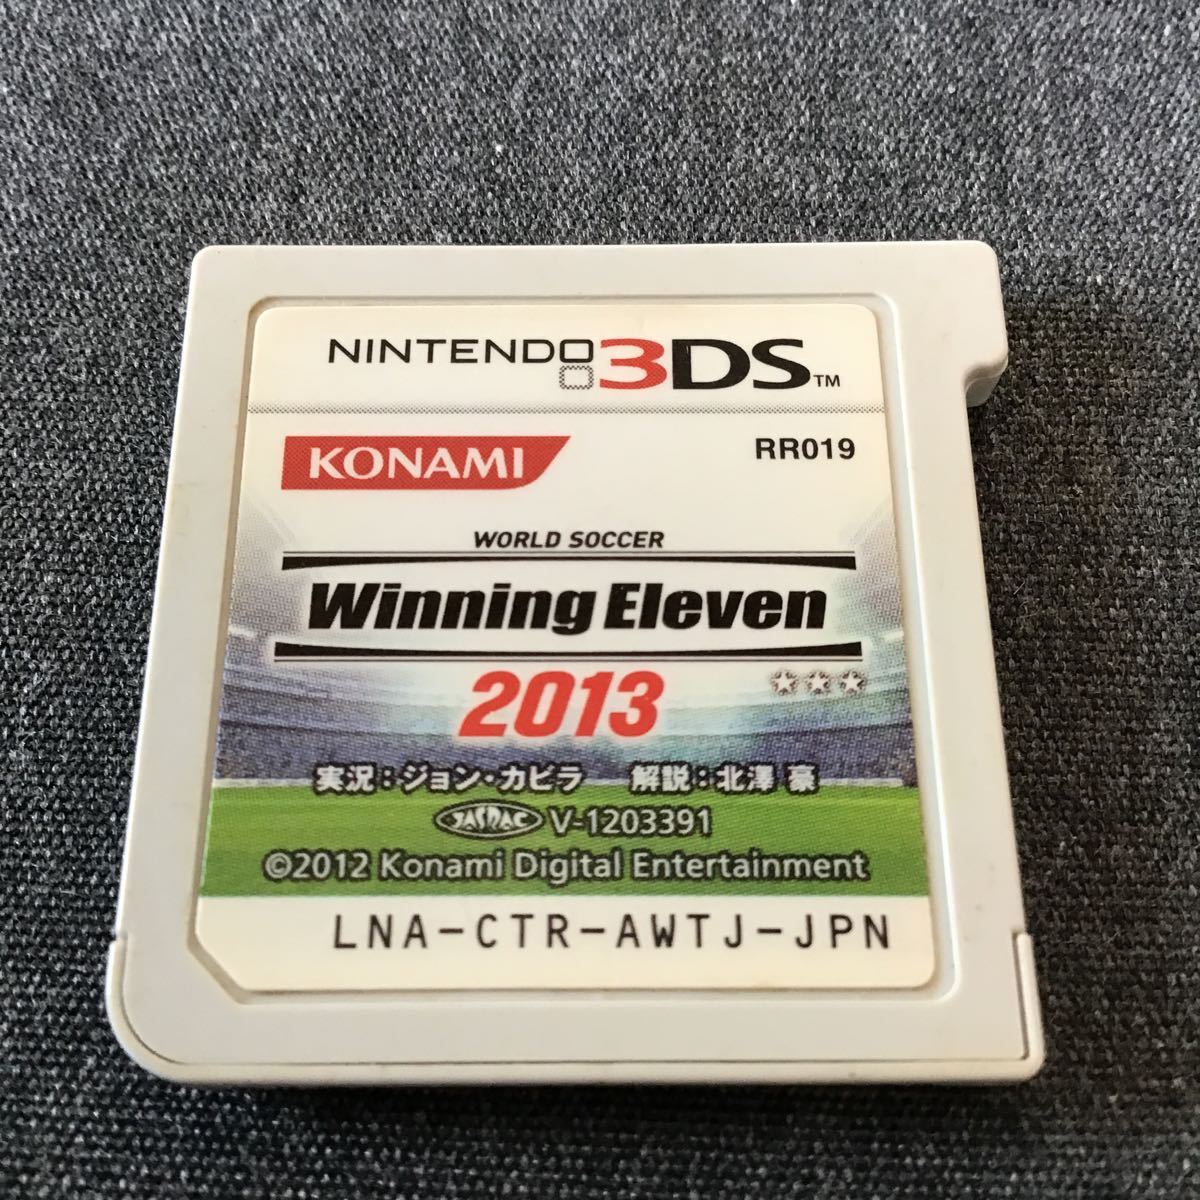 NINTENDO 3DS™
KONAMI
RR019
WORLD SOCCER
Winning Eleven
2013
実況:ジョン・カビラ 解説:北澤 豪
JASRAC V-1203391
©2012 Konami Digital Entertainment
LNA-CTR-AWTJ-JPN